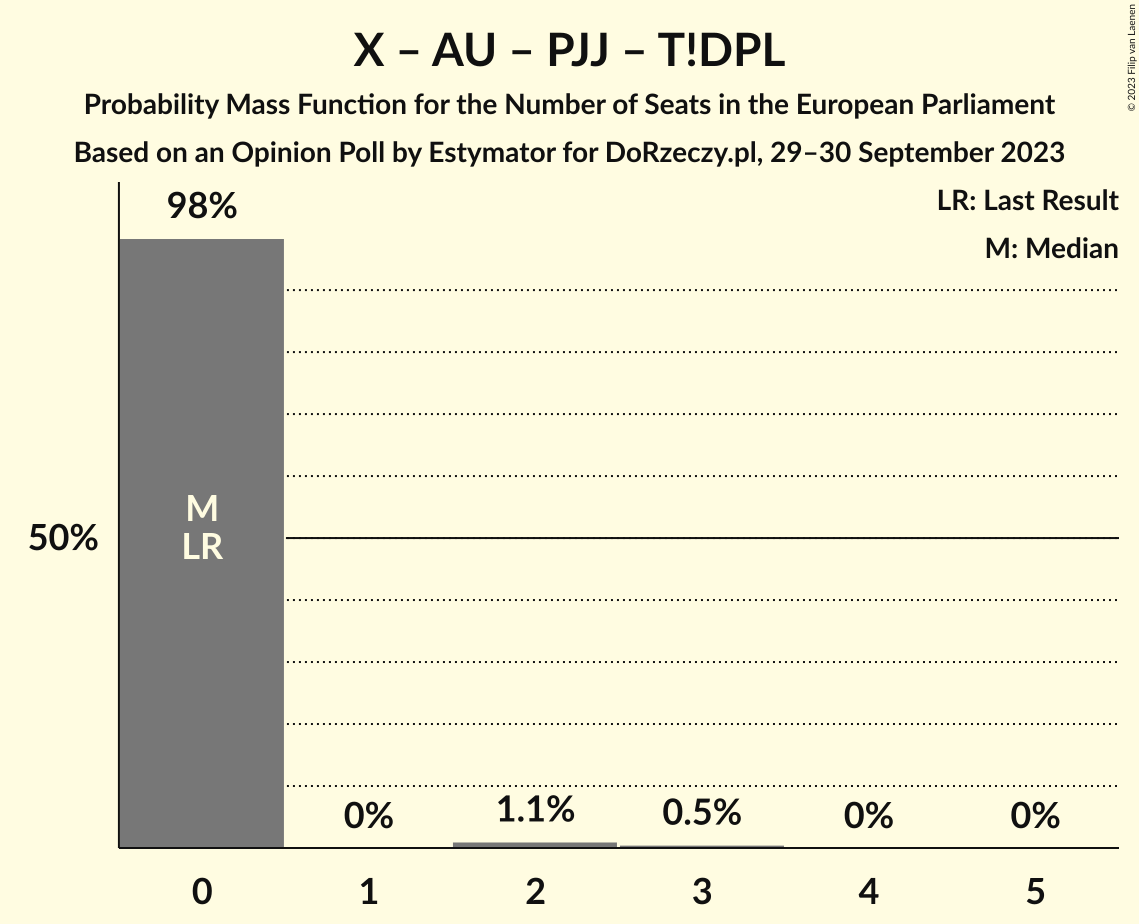 X – AU – PJJ – T!DPL
Probability Mass Function for the Number of Seats in the European Parliament
Based on an Opinion Poll by Estymator for DoRzeczy.pl, 29–30 September 2023
© 2023 Filip van Laenen
LR: Last Result
M: Median
98%
M
LR
50%
0%
1.1%
0.5%
0%
0%
0 1 2 3 4 5